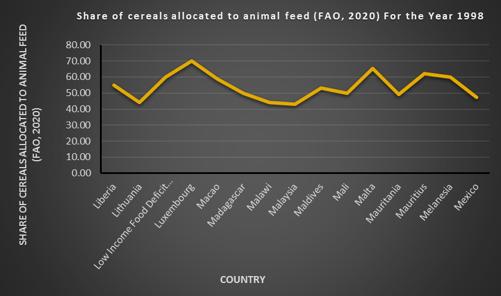 Share of cereals allocated to animal feed (FAO, 2020) For the Year 1998
SHARE OF CEREALS ALLOCATED TO ANIMAL FEED
(FAO, 2020)
80.00
70.00
60.00
50.00
40.00
30.00
20.00
10.00
0.00
Liberia
Lithuania
Low Income Food Deficit...
Luxembourg
Macao
Madagascar
Malawi
Malaysia
Maldives
Mali
Malta
Mauritania
Mauritius
Melanesia
Mexico
COUNTRY